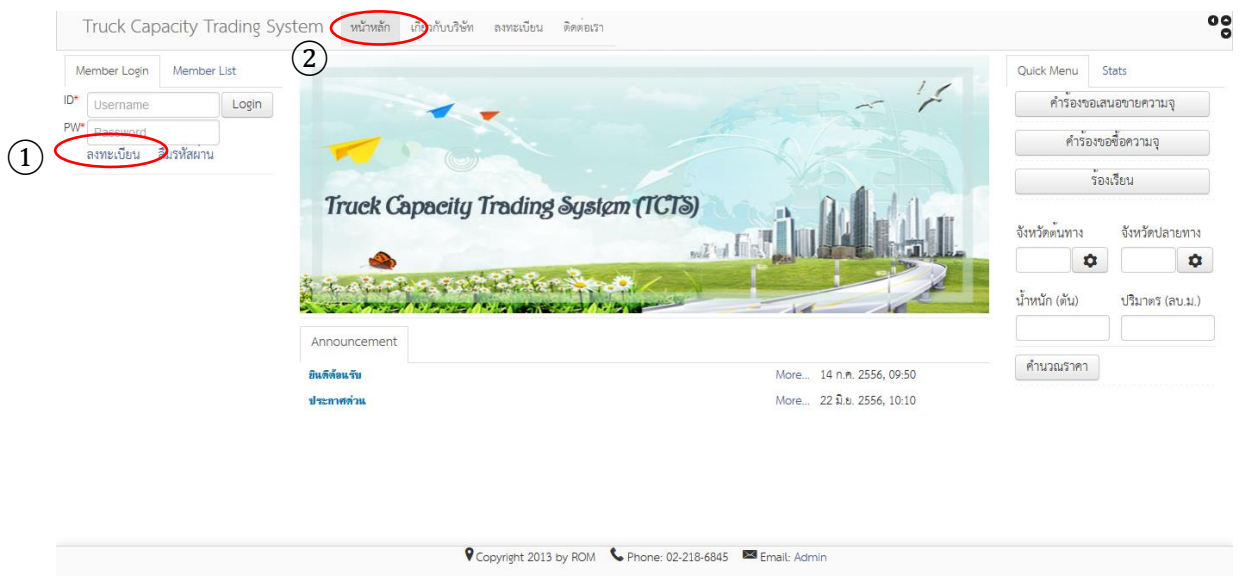 Truck Capacity Trading System หน้าหลัก เกี่ยวกับบริษัท ลงทะเบียน ติดต่อเรา
②
Member Login Member List
ID* Username Login
PW* Password
① ลงทะเบียน ลืมรหัสผ่าน
Truck Capacity Trading System (TCTS)
Announcement
ยินดีต้อนรับ More... 14 ก.ค. 2556, 09:50
ประกาศด่วน More... 22 มิ.ย. 2556, 10:10
Quick Menu Stats
คำร้องขอเสนอขายความจุ
คำร้องขอซื้อความจุ
ร้องเรียน
จังหวัดต้นทาง จังหวัดปลายทาง
น้ำหนัก (ตัน) ปริมาตร (ลบ.ม.)
คำนวณราคา
Copyright 2013 by ROM Phone: 02-218-6845 Email: Admin